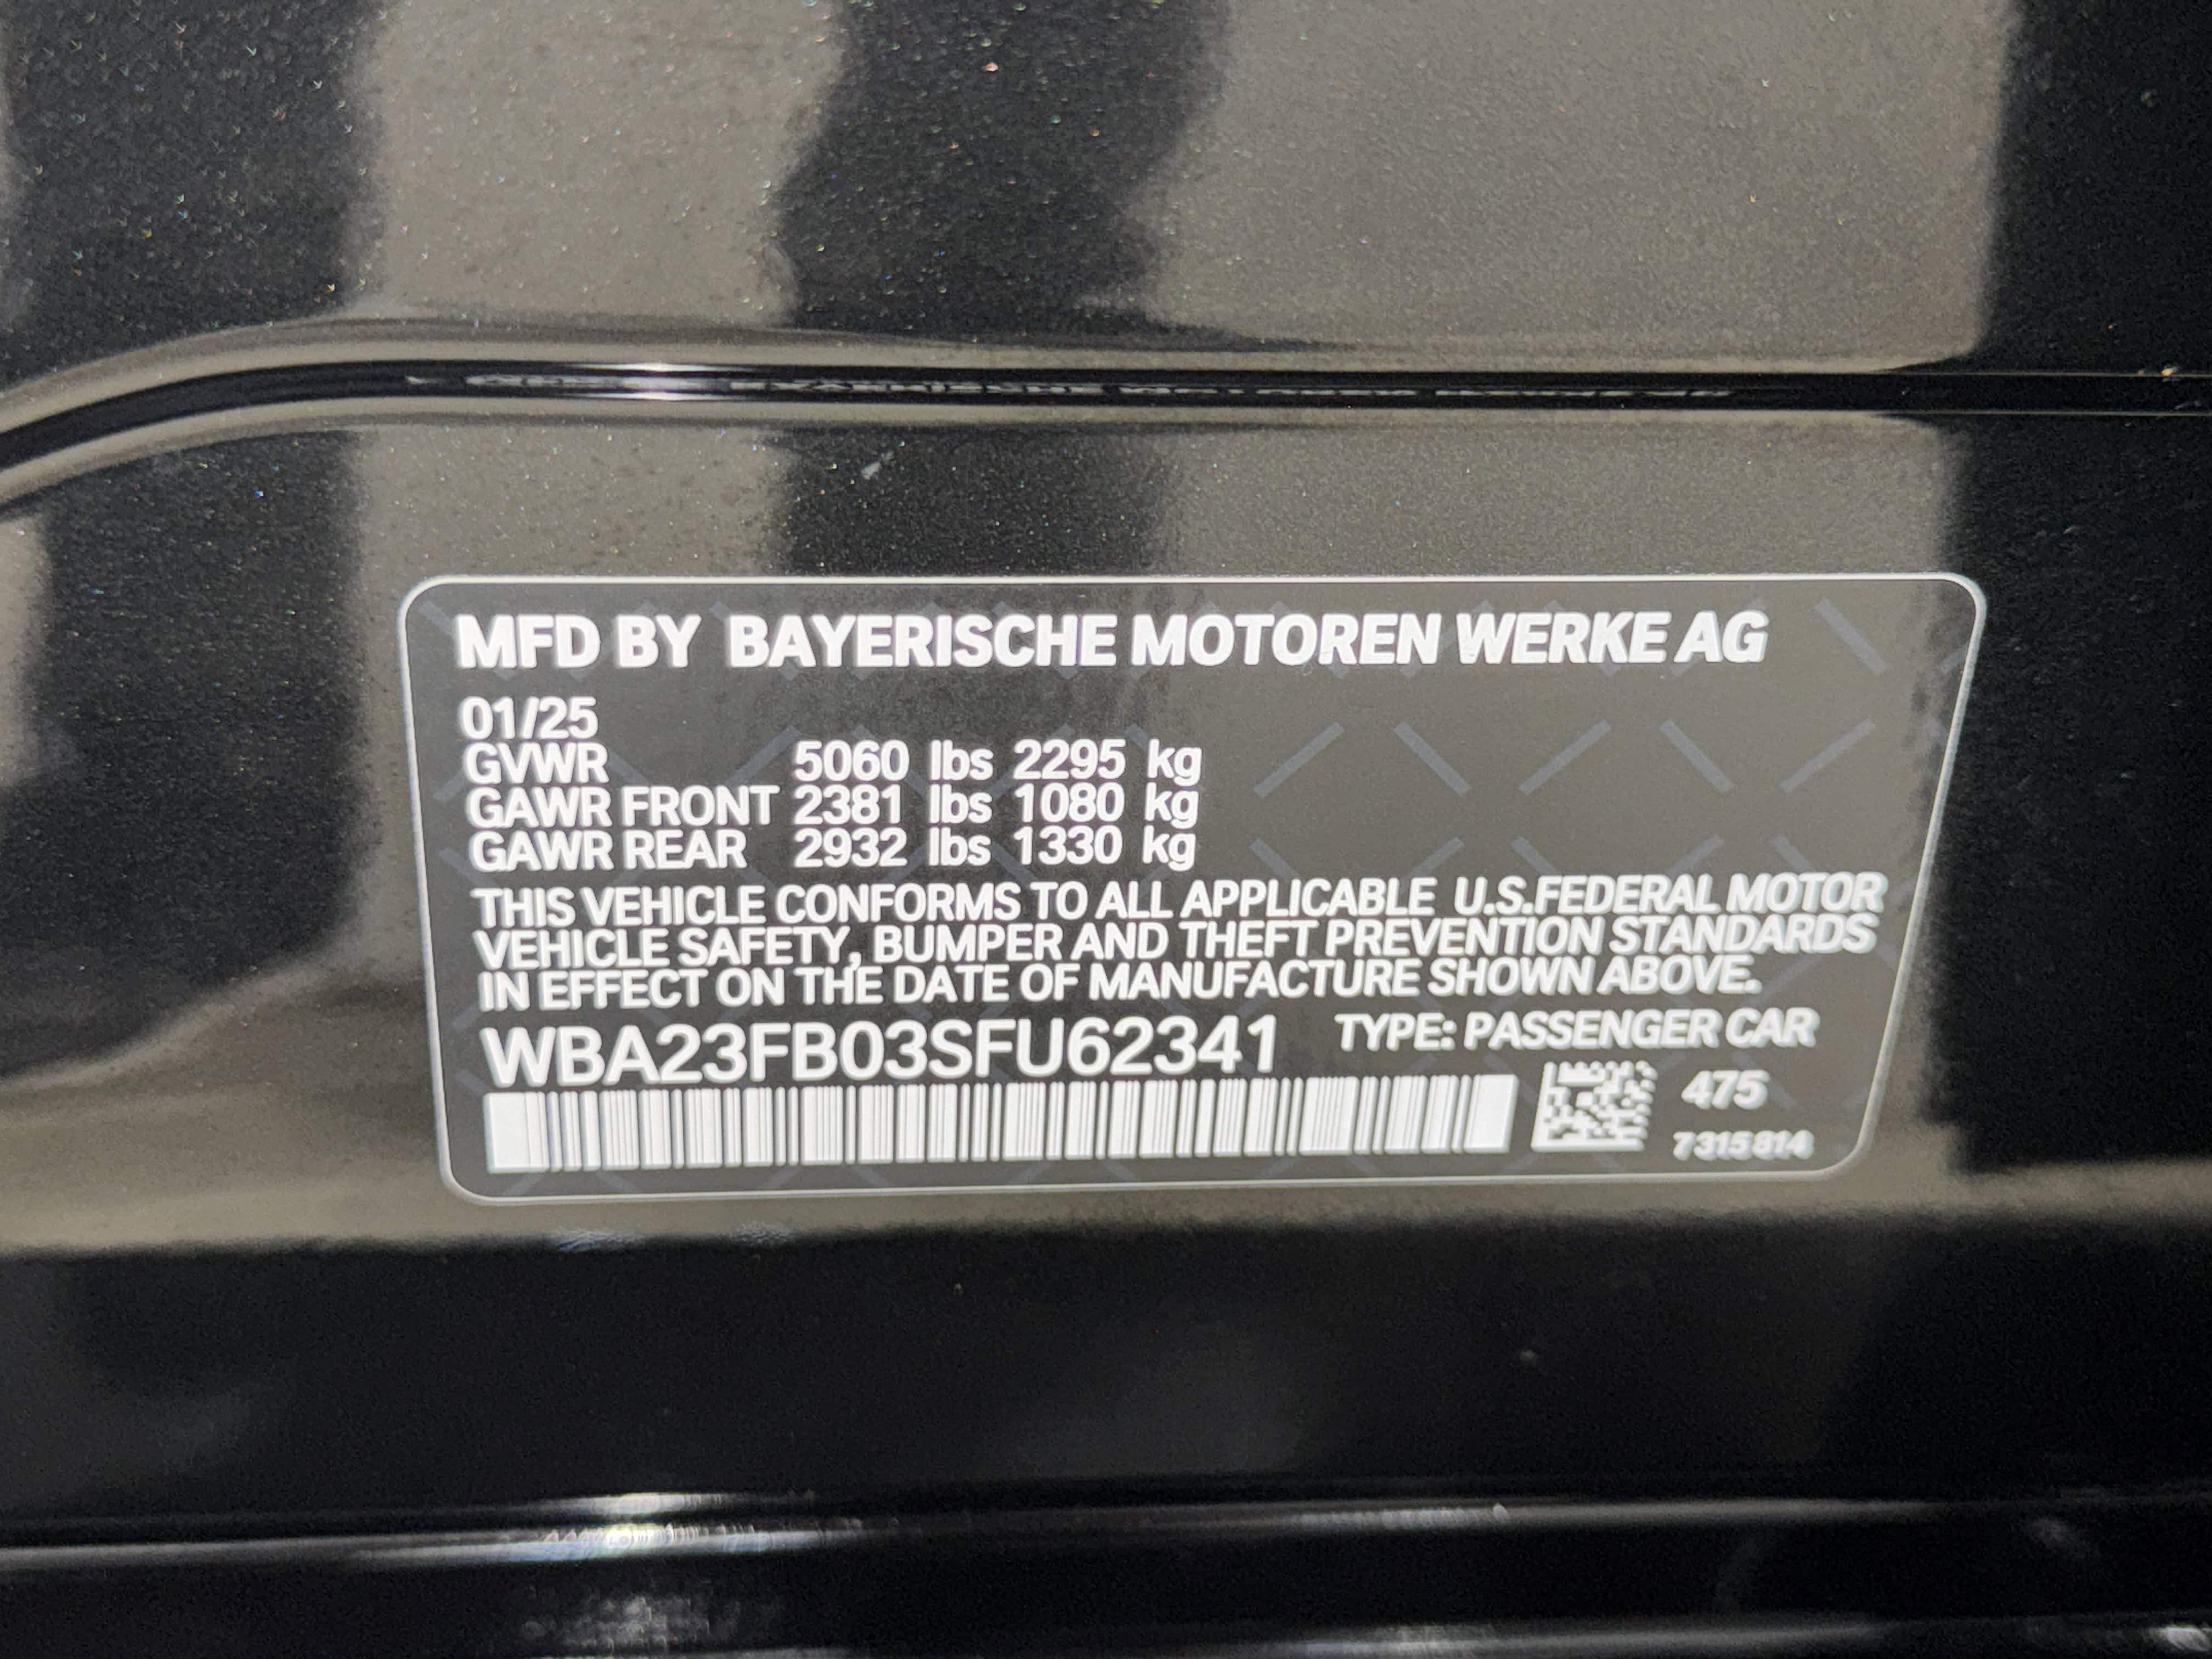 MFD BY BAYERISCHE MOTOREN WERKE AG
01/25
GVWR 5060 lbs 2295 kg
GAWR FRONT 2381 lbs 1080 kg
GAWR REAR 2932 lbs 1330 kg
THIS VEHICLE CONFORMS TO ALL APPLICABLE U.S.FEDERAL MOTOR
VEHICLE SAFETY, BUMPER AND THEFT PREVENTION STANDARDS
IN EFFECT ON THE DATE OF MANUFACTURE SHOWN ABOVE.
WBA23FB03SFU62341 TYPE: PASSENGER CAR
475
7315814